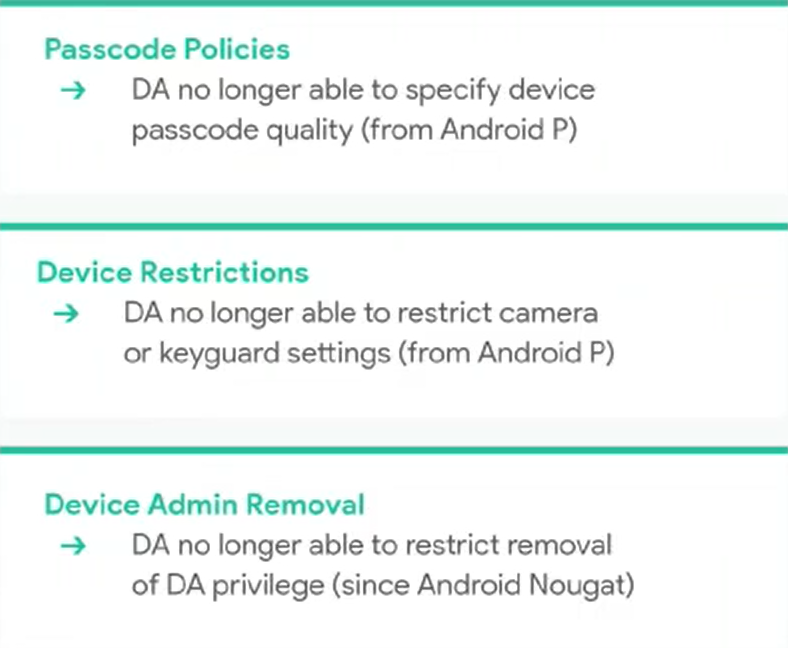 Passcode Policies
→ DA no longer able to specify device
passcode quality (from Android P)
Device Restrictions
→ DA no longer able to restrict camera
or keyguard settings (from Android P)
Device Admin Removal
→ DA no longer able to restrict removal
of DA privilege (since Android Nougat)